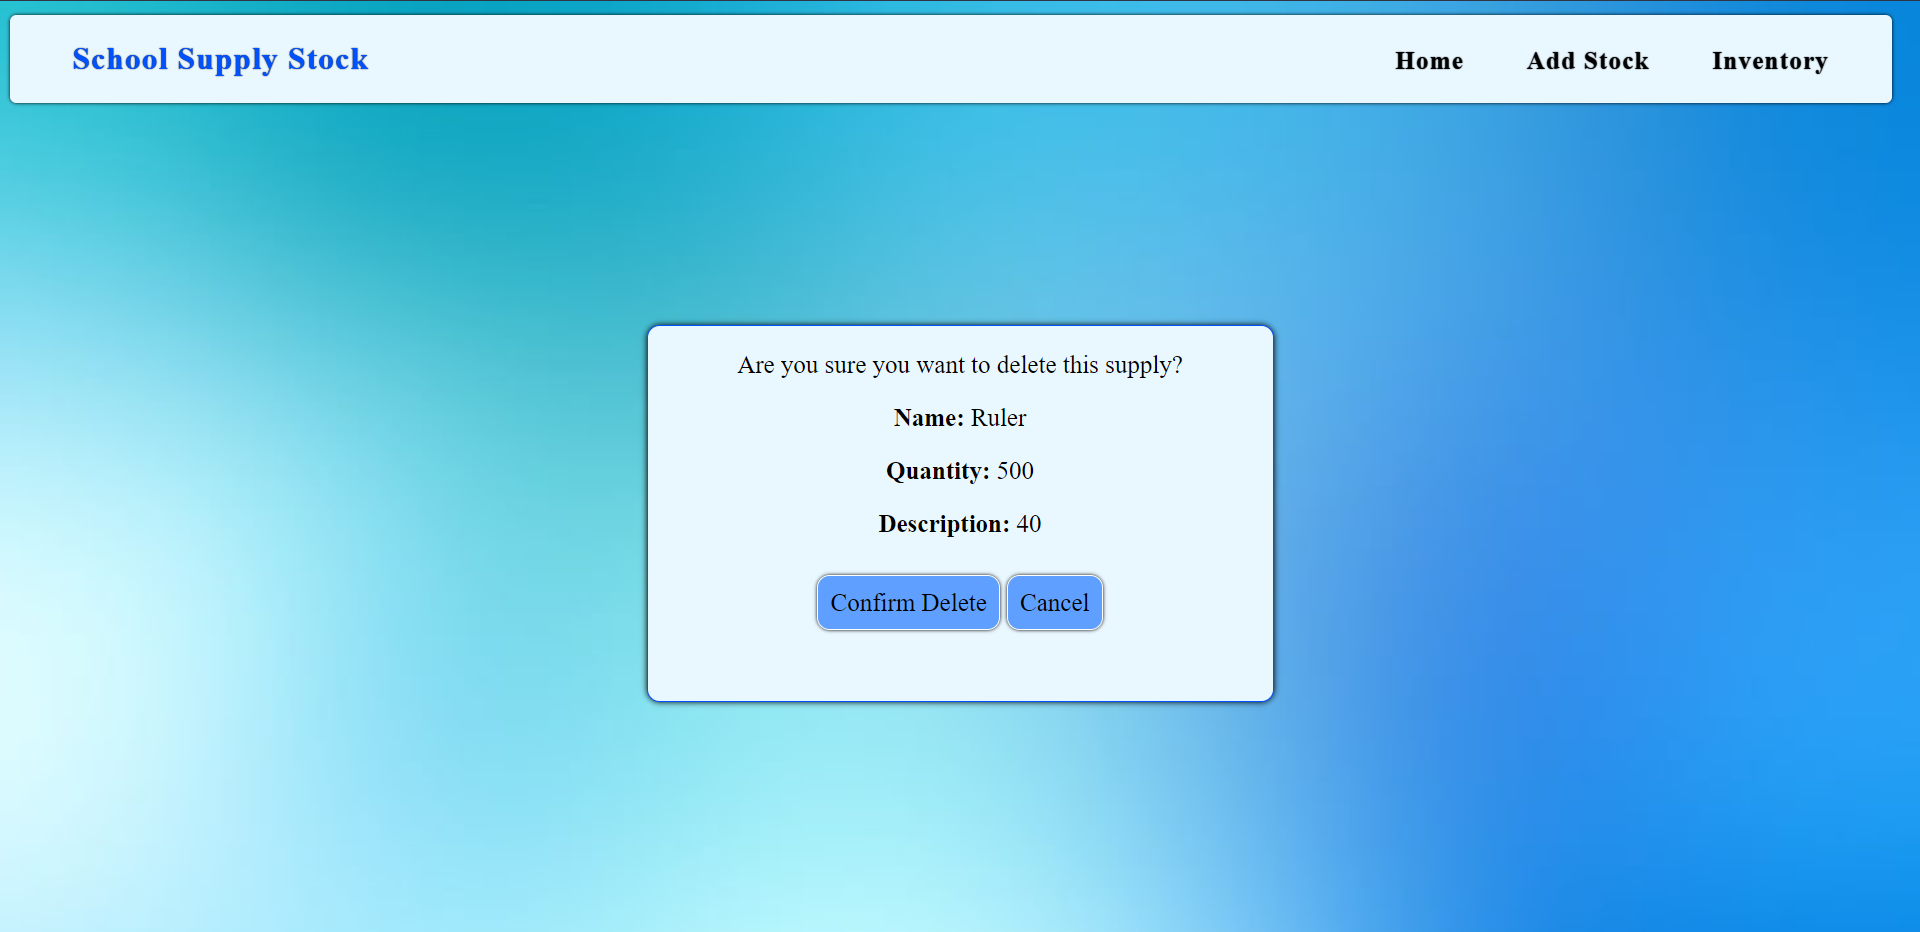 School Supply Stock
Home Add Stock Inventory
Are you sure you want to delete this supply?
Name: Ruler
Quantity: 500
Description: 40
Confirm Delete Cancel